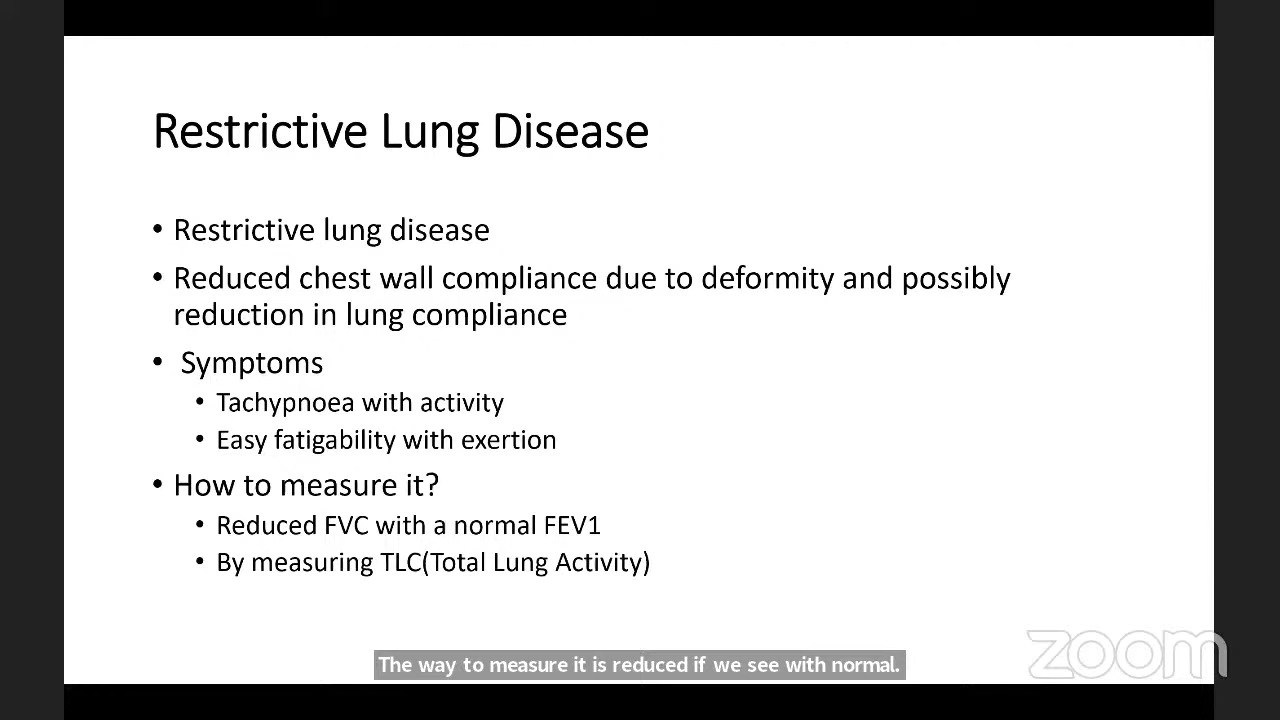 Restrictive Lung Disease
• Restrictive lung disease
• Reduced chest wall compliance due to deformity and possibly
reduction in lung compliance
• Symptoms
• Tachypnoea with activity
• Easy fatigability with exertion
• How to measure it?
• Reduced FVC with a normal FEV1
• By measuring TLC(Total Lung Activity)
zoom
The way to measure it is reduced if we see with normal.